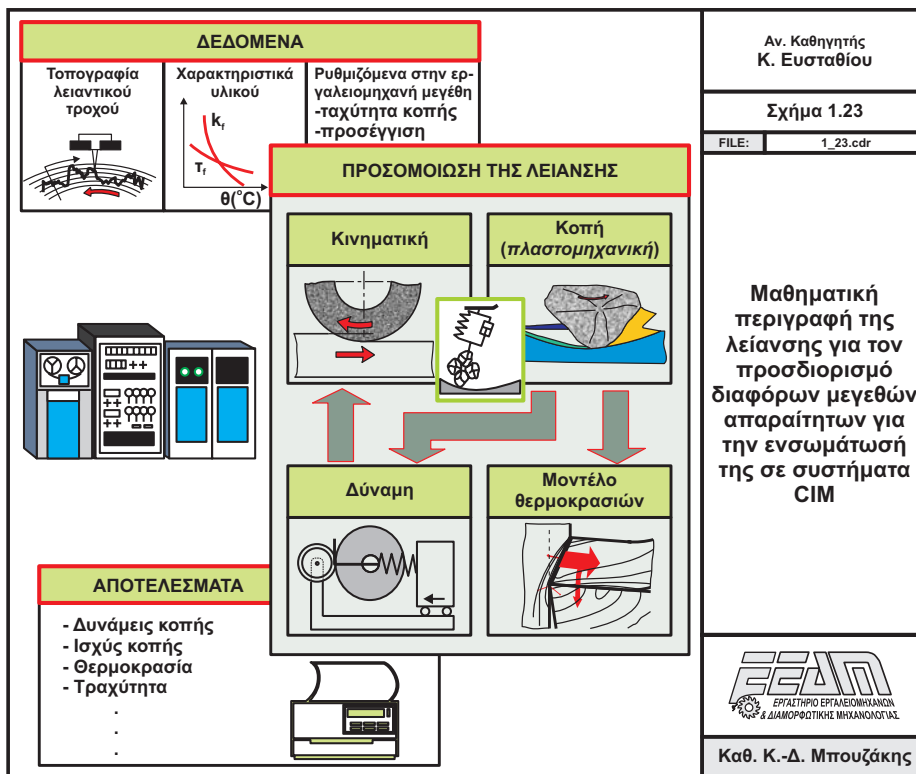 ΔΕΔΟΜΕΝΑ
Τοπογραφία
λειαντικού
τροχού
Χαρακτηριστικά
υλικού
k_f
τ_f
θ(°C)
Ρυθμιζόμενα στην ερ-
γαλειομηχανή μεγέθη
-ταχύτητα κοπής
-προσέγγιση
ΠΡΟΣΟΜΟΙΩΣΗ ΤΗΣ ΛΕΙΑΝΣΗΣ
Κινηματική
Κοπή
(πλαστομηχανική)
Δύναμη
Μοντέλο
θερμοκρασιών
ΑΠΟΤΕΛΕΣΜΑΤΑ
- Δυνάμεις κοπής
- Ισχύς κοπής
- Θερμοκρασία
- Τραχύτητα
.
.
.
Αν. Καθηγητής
Κ. Ευσταθίου
Σχήμα 1.23
FILE: 1_23.cdr
Μαθηματική
περιγραφή της
λείανσης για τον
προσδιορισμό
διαφόρων μεγεθών
απαραίτητων για
την ενσωμάτωσή
της σε συστήματα
CIM
ΕΕΔΜ
ΕΡΓΑΣΤΗΡΙΟ ΕΡΓΑΛΕΙΟΜΗΧΑΝΩΝ
& ΔΙΑΜΟΡΦΩΤΙΚΗΣ ΜΗΧΑΝΟΛΟΓΙΑΣ
Καθ. Κ.-Δ. Μπουζάκης